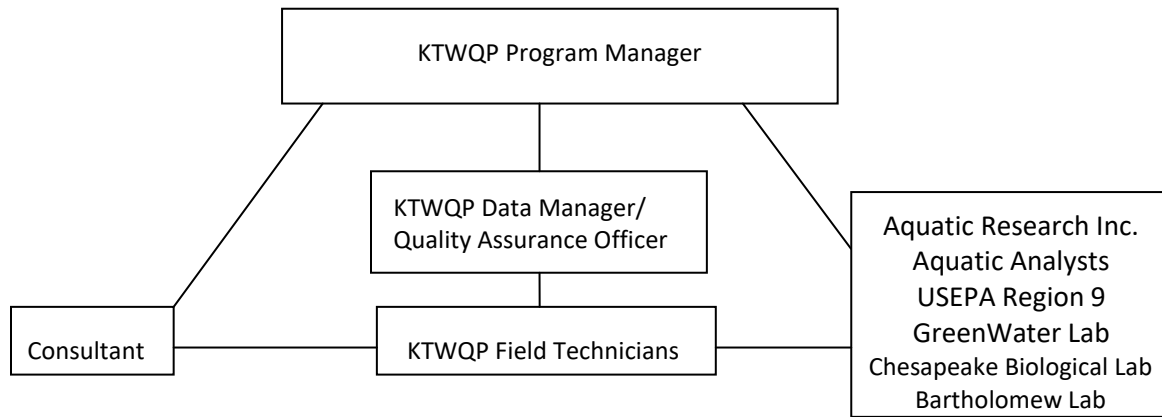 KTWQP Program Manager
KTWQP Data Manager/
Quality Assurance Officer
Consultant
KTWQP Field Technicians
Aquatic Research Inc.
Aquatic Analysts
USEPA Region 9
GreenWater Lab
Chesapeake Biological Lab
Bartholomew Lab